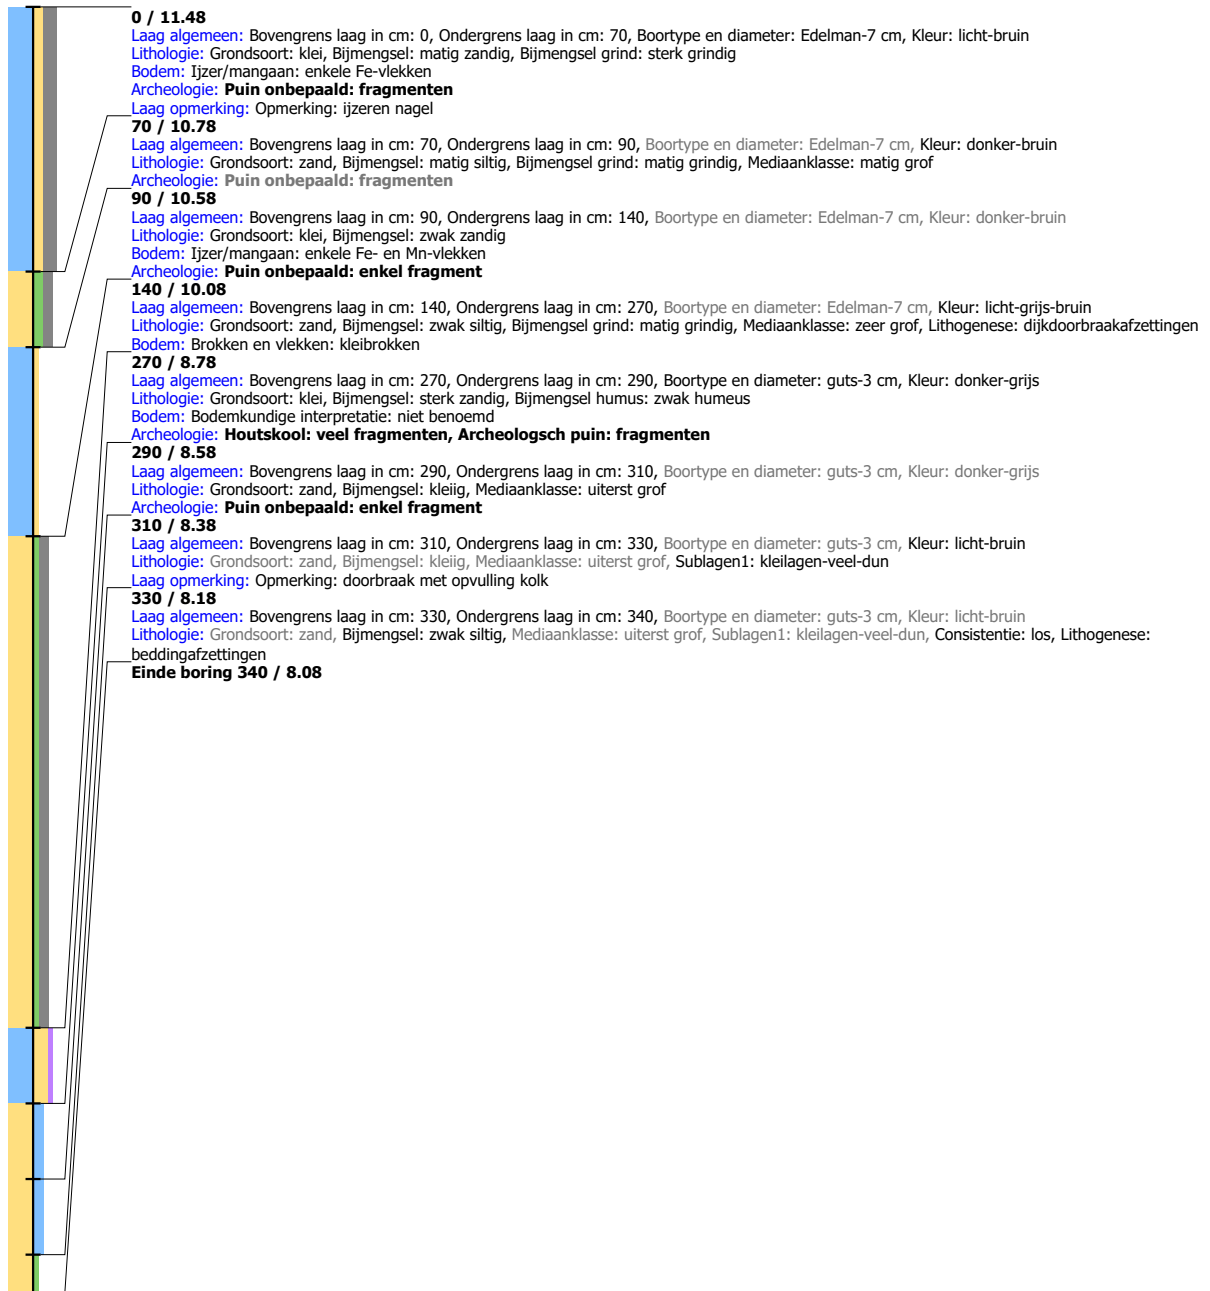 0 / 11.48
Laag algemeen: Bovengrens laag in cm: 0, Ondergrens laag in cm: 70, Boortype en diameter: Edelman-7 cm, Kleur: licht-bruin
Lithologie: Grondsoort: klei, Bijmengsel: matig zandig, Bijmengsel grind: sterk grindig
Bodem: Ijzer/mangaan: enkele Fe-vlekken
Archeologie: Puin onbepaald: fragmenten
Laag opmerking: Opmerking: ijzeren nagel
70 / 10.78
Laag algemeen: Bovengrens laag in cm: 70, Ondergrens laag in cm: 90, Boortype en diameter: Edelman-7 cm, Kleur: donker-bruin
Lithologie: Grondsoort: zand, Bijmengsel: matig siltig, Bijmengsel grind: matig grindig, Mediaanklasse: matig grof
Archeologie: Puin onbepaald: fragmenten
90 / 10.58
Laag algemeen: Bovengrens laag in cm: 90, Ondergrens laag in cm: 140, Boortype en diameter: Edelman-7 cm, Kleur: donker-bruin
Lithologie: Grondsoort: klei, Bijmengsel: zwak zandig
Bodem: Ijzer/mangaan: enkele Fe- en Mn-vlekken
Archeologie: Puin onbepaald: enkel fragment
140 / 10.08
Laag algemeen: Bovengrens laag in cm: 140, Ondergrens laag in cm: 270, Boortype en diameter: Edelman-7 cm, Kleur: licht-grijs-bruin
Lithologie: Grondsoort: zand, Bijmengsel: zwak siltig, Bijmengsel grind: matig grindig, Mediaanklasse: zeer grof, Lithogenese: dijkdoorbraakafzettingen
Bodem: Brokken en vlekken: kleibrokken
270 / 8.78
Laag algemeen: Bovengrens laag in cm: 270, Ondergrens laag in cm: 290, Boortype en diameter: guts-3 cm, Kleur: donker-grijs
Lithologie: Grondsoort: klei, Bijmengsel: sterk zandig, Bijmengsel humus: zwak humeus
Bodem: Bodemkundige interpretatie: niet benoemd
Archeologie: Houtskool: veel fragmenten, Archeologsch puin: fragmenten
290 / 8.58
Laag algemeen: Bovengrens laag in cm: 290, Ondergrens laag in cm: 310, Boortype en diameter: guts-3 cm, Kleur: donker-grijs
Lithologie: Grondsoort: zand, Bijmengsel: kleiig, Mediaanklasse: uiterst grof
Archeologie: Puin onbepaald: enkel fragment
310 / 8.38
Laag algemeen: Bovengrens laag in cm: 310, Ondergrens laag in cm: 330, Boortype en diameter: guts-3 cm, Kleur: licht-bruin
Lithologie: Grondsoort: zand, Bijmengsel: kleiig, Mediaanklasse: uiterst grof, Sublagen1: kleilagen-veel-dun
Laag opmerking: Opmerking: doorbraak met opvulling kolk
330 / 8.18
Laag algemeen: Bovengrens laag in cm: 330, Ondergrens laag in cm: 340, Boortype en diameter: guts-3 cm, Kleur: licht-bruin
Lithologie: Grondsoort: zand, Bijmengsel: zwak siltig, Mediaanklasse: uiterst grof, Sublagen1: kleilagen-veel-dun, Consistentie: los, Lithogenese:
beddingafzettingen
Einde boring 340 / 8.08